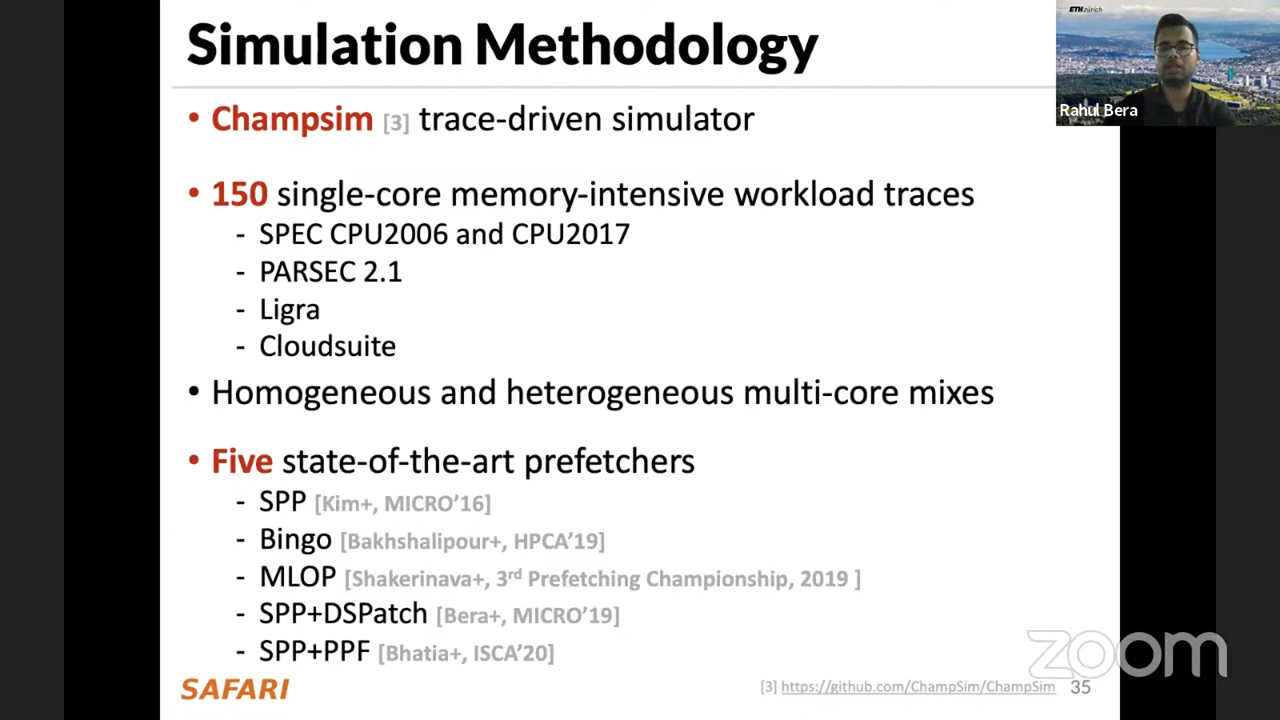 Simulation Methodology
ETH zürich
Rahul Bera
• Champsim [3] trace-driven simulator
• 150 single-core memory-intensive workload traces
- SPEC CPU2006 and CPU2017
- PARSEC 2.1
- Ligra
- Cloudsuite
• Homogeneous and heterogeneous multi-core mixes
• Five state-of-the-art prefetchers
- SPP [Kim+, MICRO’16]
- Bingo [Bakhshalipour+, HPCA’19]
- MLOP [Shakerinava+, 3rd Prefetching Championship, 2019 ]
- SPP+DSPatch [Bera+, MICRO’19]
- SPP+PPF [Bhatia+, ISCA’20]
zoom
SAFARI
[3] https://github.com/ChampSim/ChampSim 35